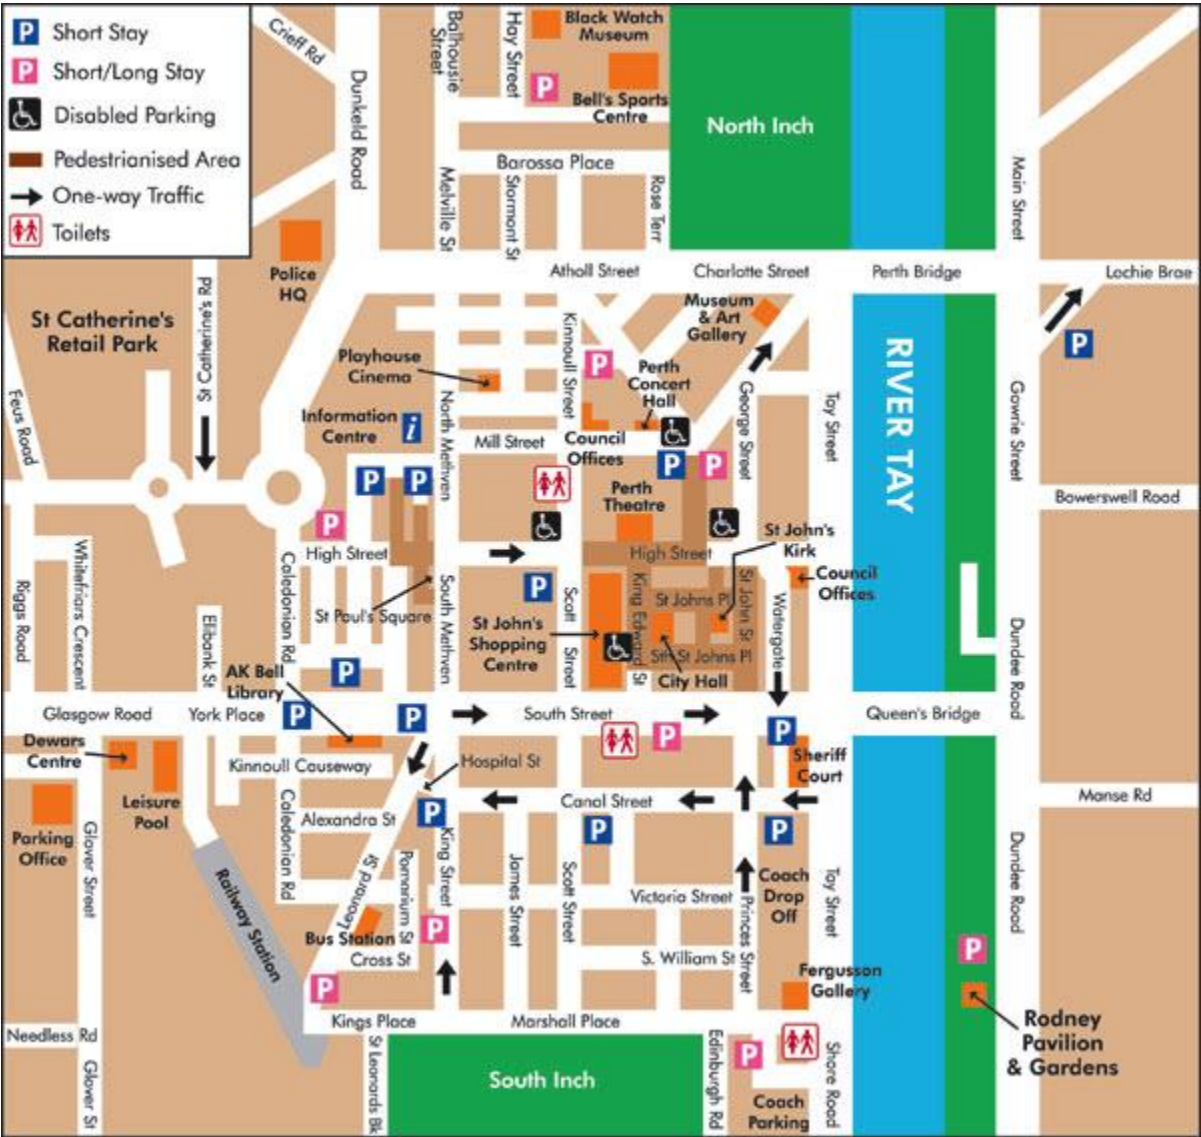 P Short Stay
P Short/Long Stay
Disabled Parking
Pedestrianised Area
One-way Traffic
Toilets
Crieff Rd
Dunkeld Road
Balhousie
Street
Hay Street
Black Watch
Museum
P
Bell's Sports
Centre
North Inch
Barossa Place
Melville St
Stormont St
Rose Terr
Main Street
Police
HQ
Atholl Street
Charlotte Street
Perth Bridge
Lochie Brae
St Catherine's Rd
St Catherine's
Retail Park
Museum
& Art
Gallery
P
Kinnoull Street
P
Playhouse
Cinema
Perth
Concert
Hall
RIVER TAY
Feus Road
North Methven
George Street
Tay Street
Gowrie Street
Information
Centre
i
Mill Street
Council
Offices
P
P
P
P
Perth
Theatre
Bowerswell Road
P
High Street
High Street
St John's
Kirk
Whitefriars Crescent
Riggs Road
Caledonian Rd
St Paul's Square
South Methven
P
Scott
Street
King Edward St
St Johns Pl
St John St
Watergate
Council
Offices
Ellibank St
St John's
Shopping
Centre
Sth St Johns Pl
City Hall
Dundee Road
P
AK Bell
Library
Glasgow Road
York Place
P
P
South Street
Queen's Bridge
P
P
Dewars
Centre
Kinnoull Causeway
Hospital St
Sheriff
Court
Leisure
Pool
Caledonian Rd
Alexandra St
P
Canal Street
P
P
Manse Rd
Parking
Office
Glover Street
King Street
James Street
Scott Street
Coach
Drop
Off
Tay Street
Dundee Road
Railway Station
Leonard St
Pomarium St
Victoria Street
Princes Street
Bus Station
P
Cross St
S. William St
P
P
Fergusson
Gallery
Kings Place
Marshall Place
Rodney
Pavilion
& Gardens
Needless Rd
Glover St
St Leonards Bk
South Inch
Edinburgh Rd
P
Shore Road
Coach
Parking